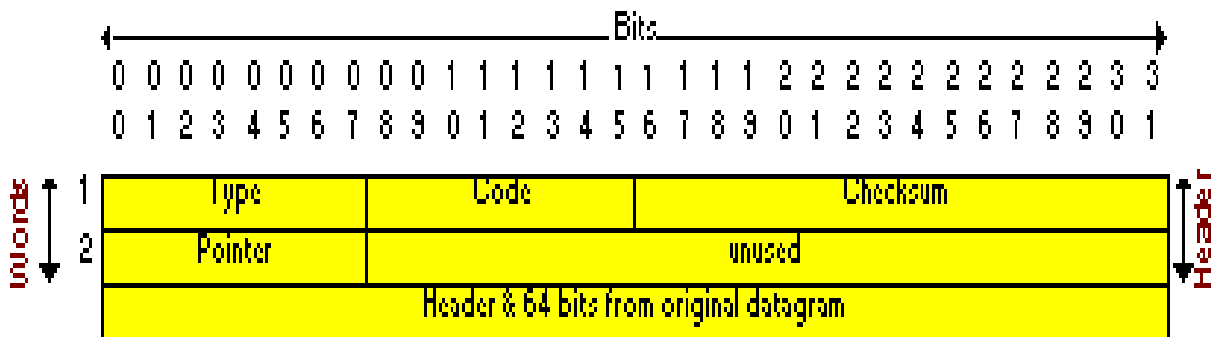 Bits
0 0 0 0 0 0 0 0 0 0 1 1 1 1 1 1 1 1 1 1 2 2 2 2 2 2 2 2 2 2 3 3
0 1 2 3 4 5 6 7 8 9 0 1 2 3 4 5 6 7 8 9 0 1 2 3 4 5 6 7 8 9 0 1
Words
1 Type Code Checksum
Header
2 Pointer unused
Header & 64 bits from original datagram